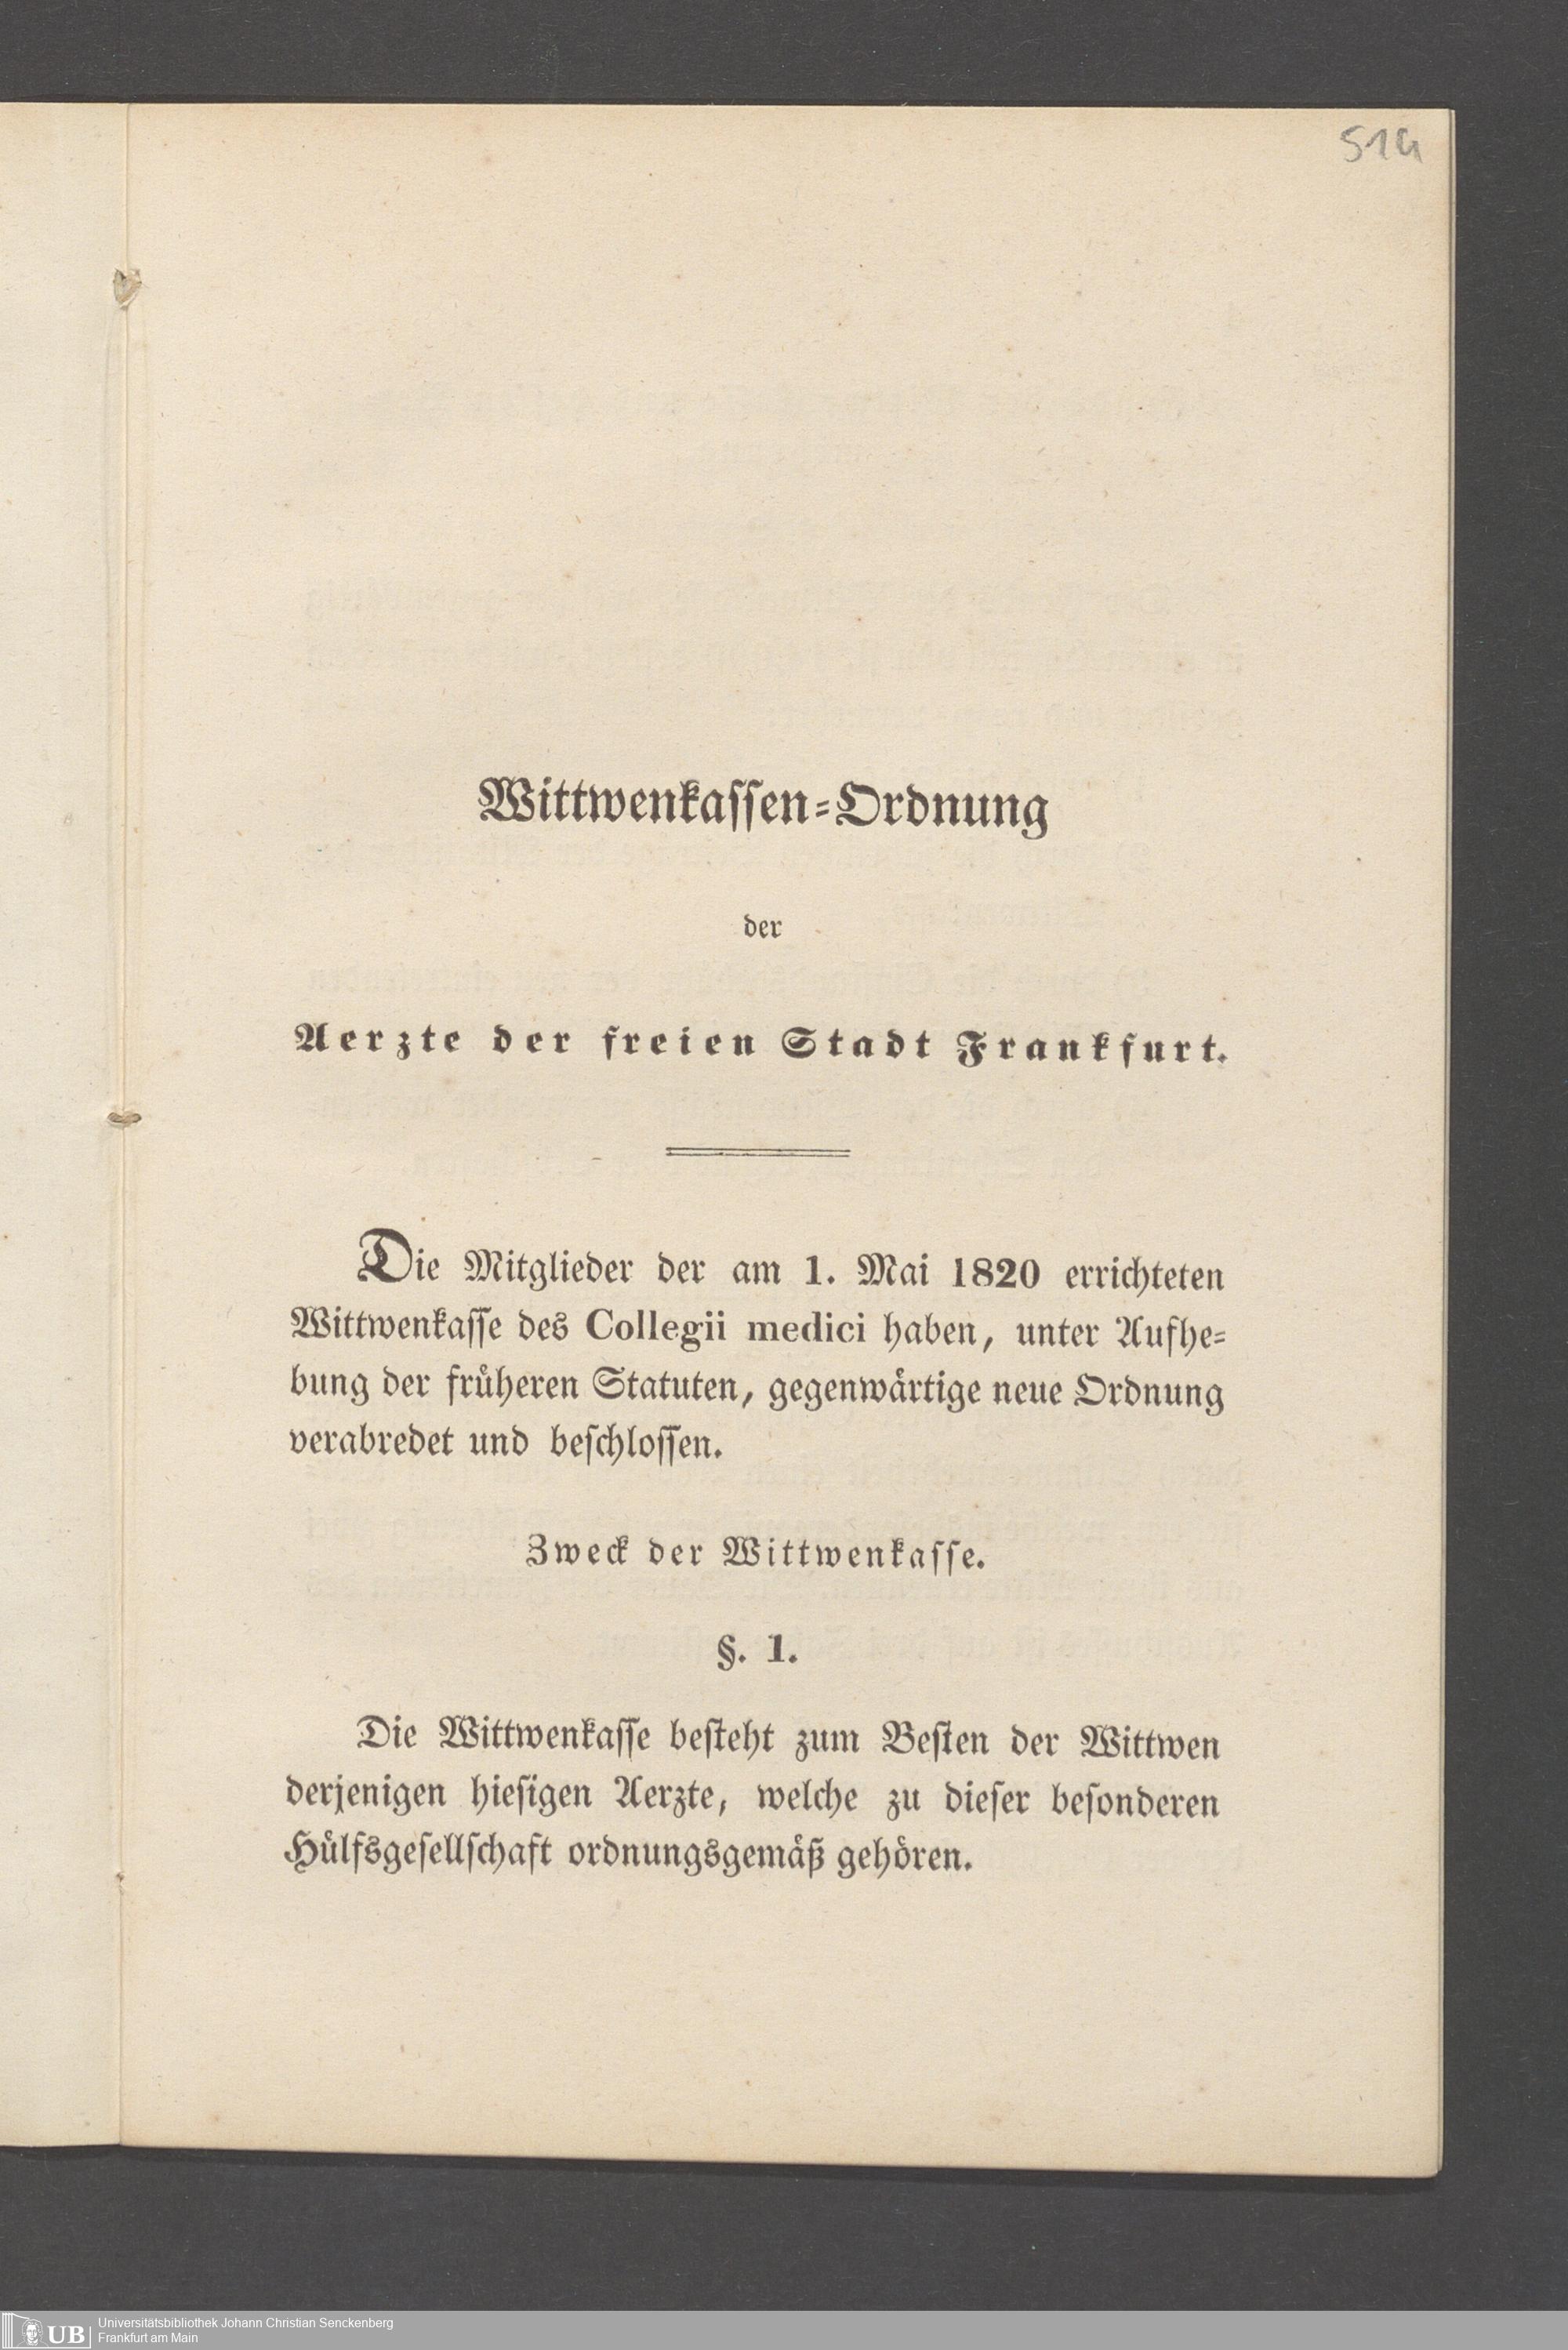 519
Wittwenkassen-Ordnung
der
Aerzte der freien Stadt Frankfurt.
Die Mitglieder der am 1. Mai 1820 errichteten
Wittwenkasse des Collegii medici haben, unter Aufhe-
bung der früheren Statuten, gegenwärtige neue Ordnung
verabredet und beschlossen.
Zweck der Wittwenkasse.
§. 1.
Die Wittwenkasse besteht zum Besten der Wittwen
derjenigen hiesigen Aerzte, welche zu dieser besonderen
Hülfsgesellschaft ordnungsgemäß gehören.
UB
Universitätsbibliothek Johann Christian Senckenberg
Frankfurt am Main